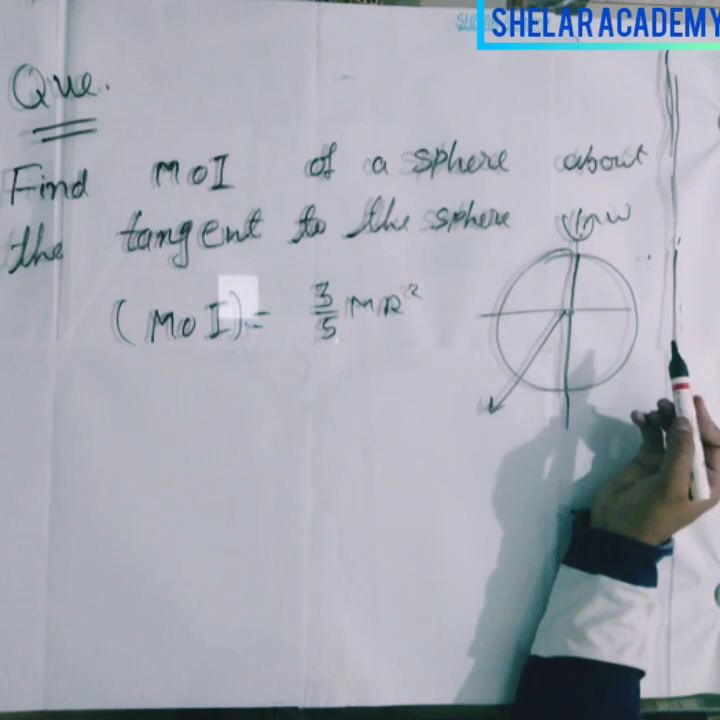 SHELAR ACADEMY
Que.
Find MOI of a sphere about
the tangent to the sphere
(MOI) = 3/5 MR²